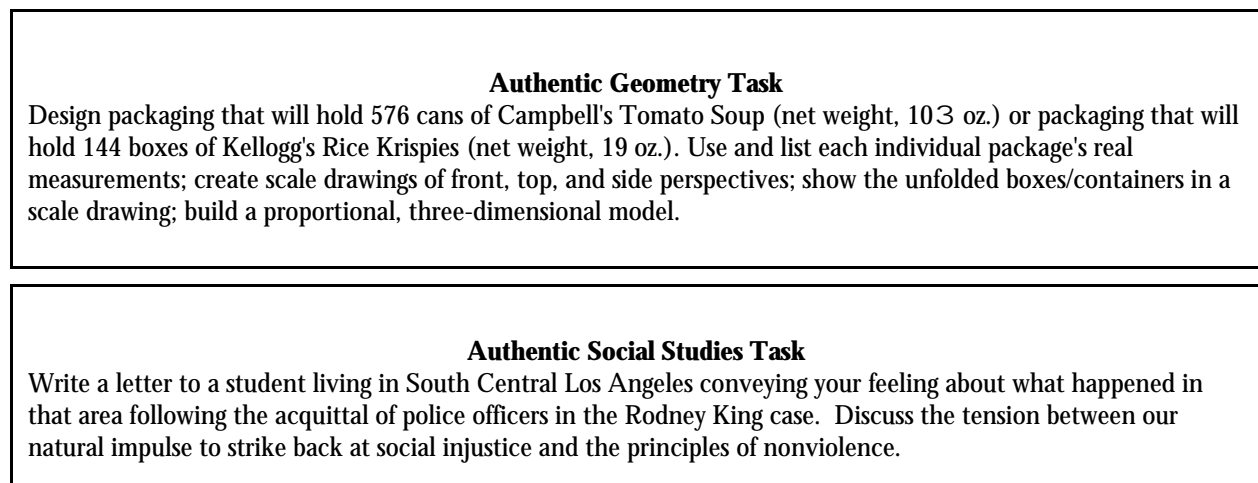 Authentic Geometry Task
Design packaging that will hold 576 cans of Campbell's Tomato Soup (net weight, 103 oz.) or packaging that will
hold 144 boxes of Kellogg's Rice Krispies (net weight, 19 oz.). Use and list each individual package's real
measurements; create scale drawings of front, top, and side perspectives; show the unfolded boxes/containers in a
scale drawing; build a proportional, three-dimensional model.
Authentic Social Studies Task
Write a letter to a student living in South Central Los Angeles conveying your feeling about what happened in
that area following the acquittal of police officers in the Rodney King case. Discuss the tension between our
natural impulse to strike back at social injustice and the principles of nonviolence.